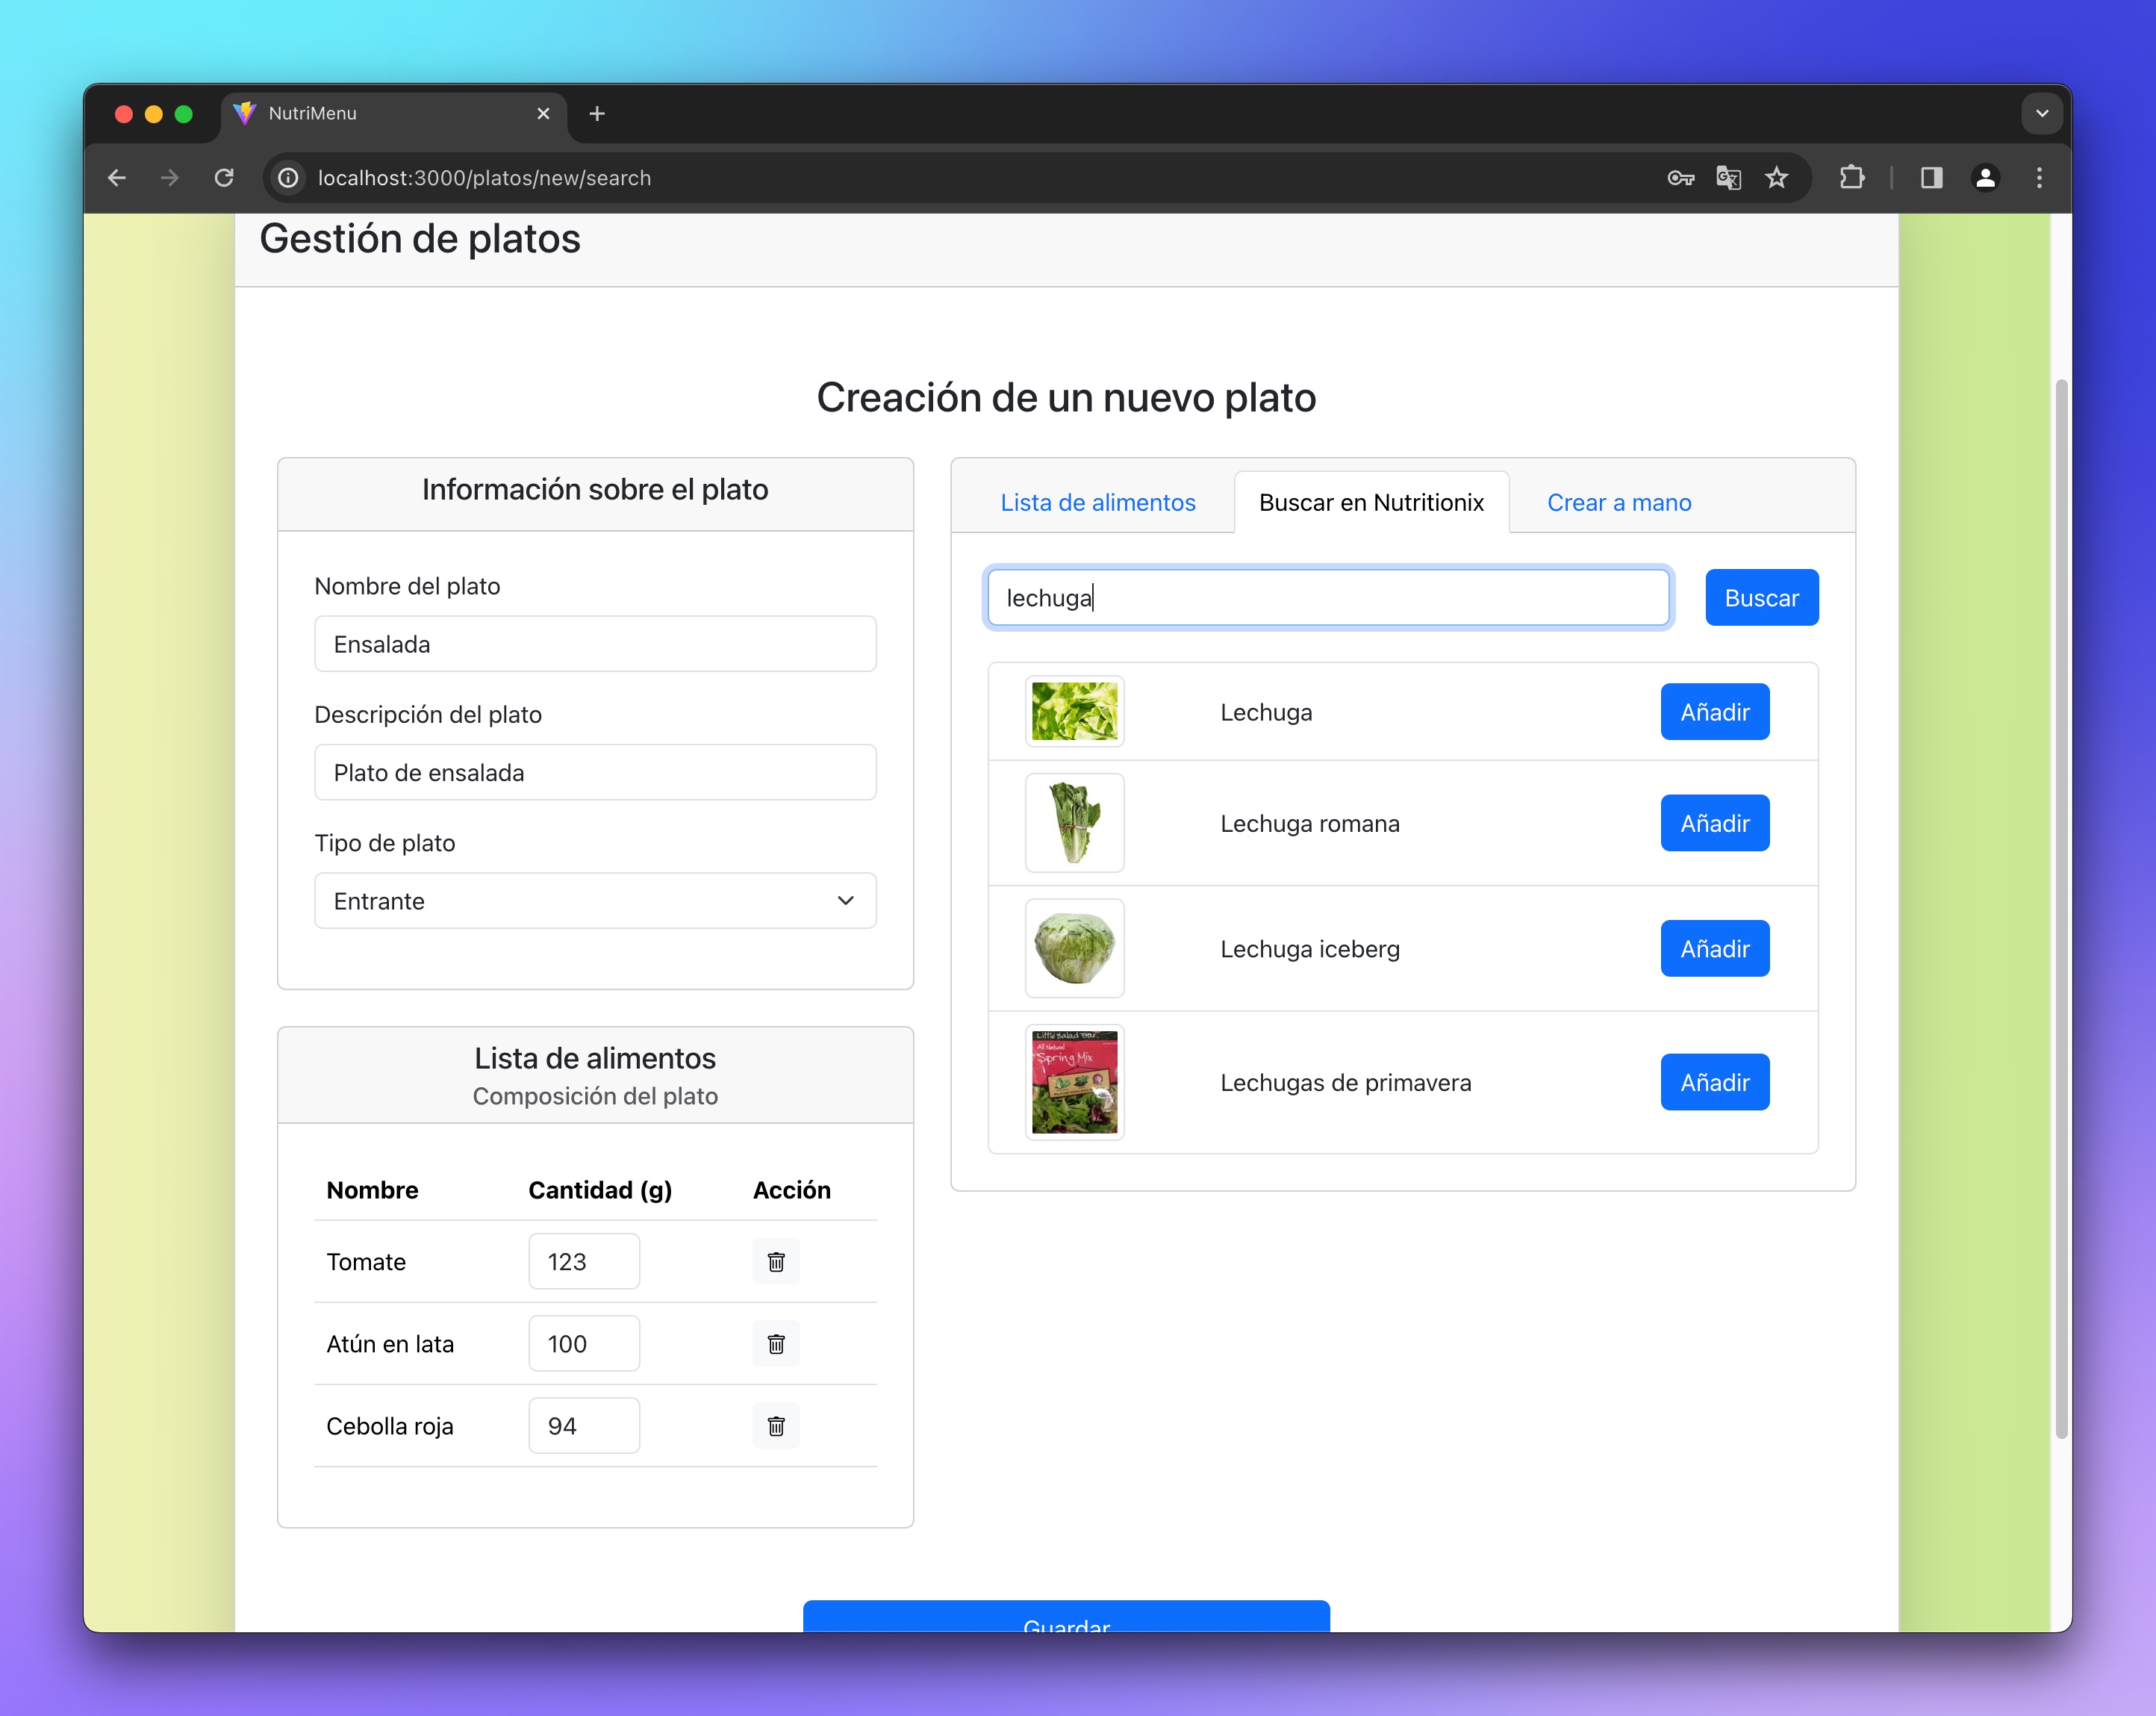 NutriMenu
localhost:3000/platos/new/search
Gestión de platos
Creación de un nuevo plato
Información sobre el plato
Nombre del plato
Ensalada
Descripción del plato
Plato de ensalada
Tipo de plato
Entrante
Lista de alimentos
Composición del plato
Nombre Cantidad (g) Acción
Tomate 123
Atún en lata 100
Cebolla roja 94
Lista de alimentos Buscar en Nutritionix Crear a mano
lechuga Buscar
Lechuga Añadir
Lechuga romana Añadir
Lechuga iceberg Añadir
Little Salad Bar
All Natural
Spring Mix
Lechugas de primavera Añadir
Guardar